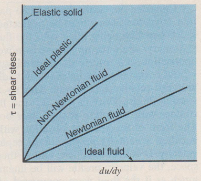 Elastic solid
Ideal plastic
Non-Newtonian fluid
Newtonian fluid
Ideal fluid
τ = shear stess
du/dy